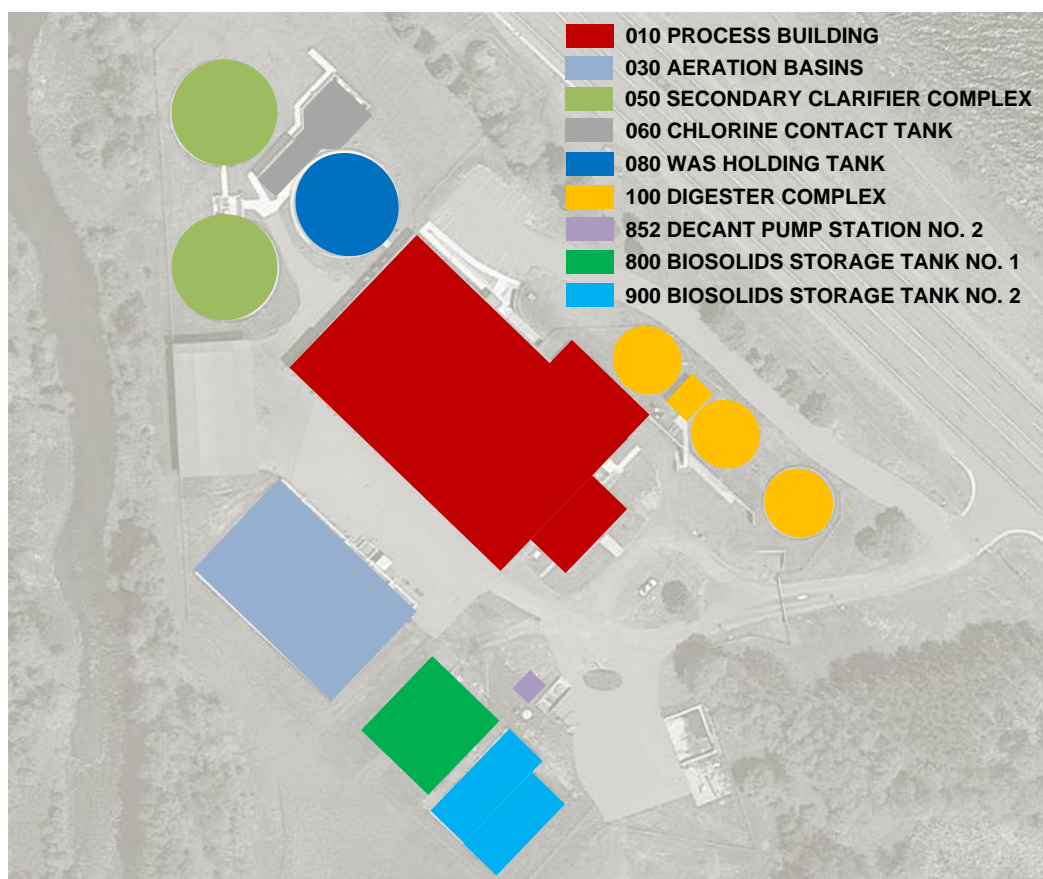 010 PROCESS BUILDING
030 AERATION BASINS
050 SECONDARY CLARIFIER COMPLEX
060 CHLORINE CONTACT TANK
080 WAS HOLDING TANK
100 DIGESTER COMPLEX
852 DECANT PUMP STATION NO. 2
800 BIOSOLIDS STORAGE TANK NO. 1
900 BIOSOLIDS STORAGE TANK NO. 2